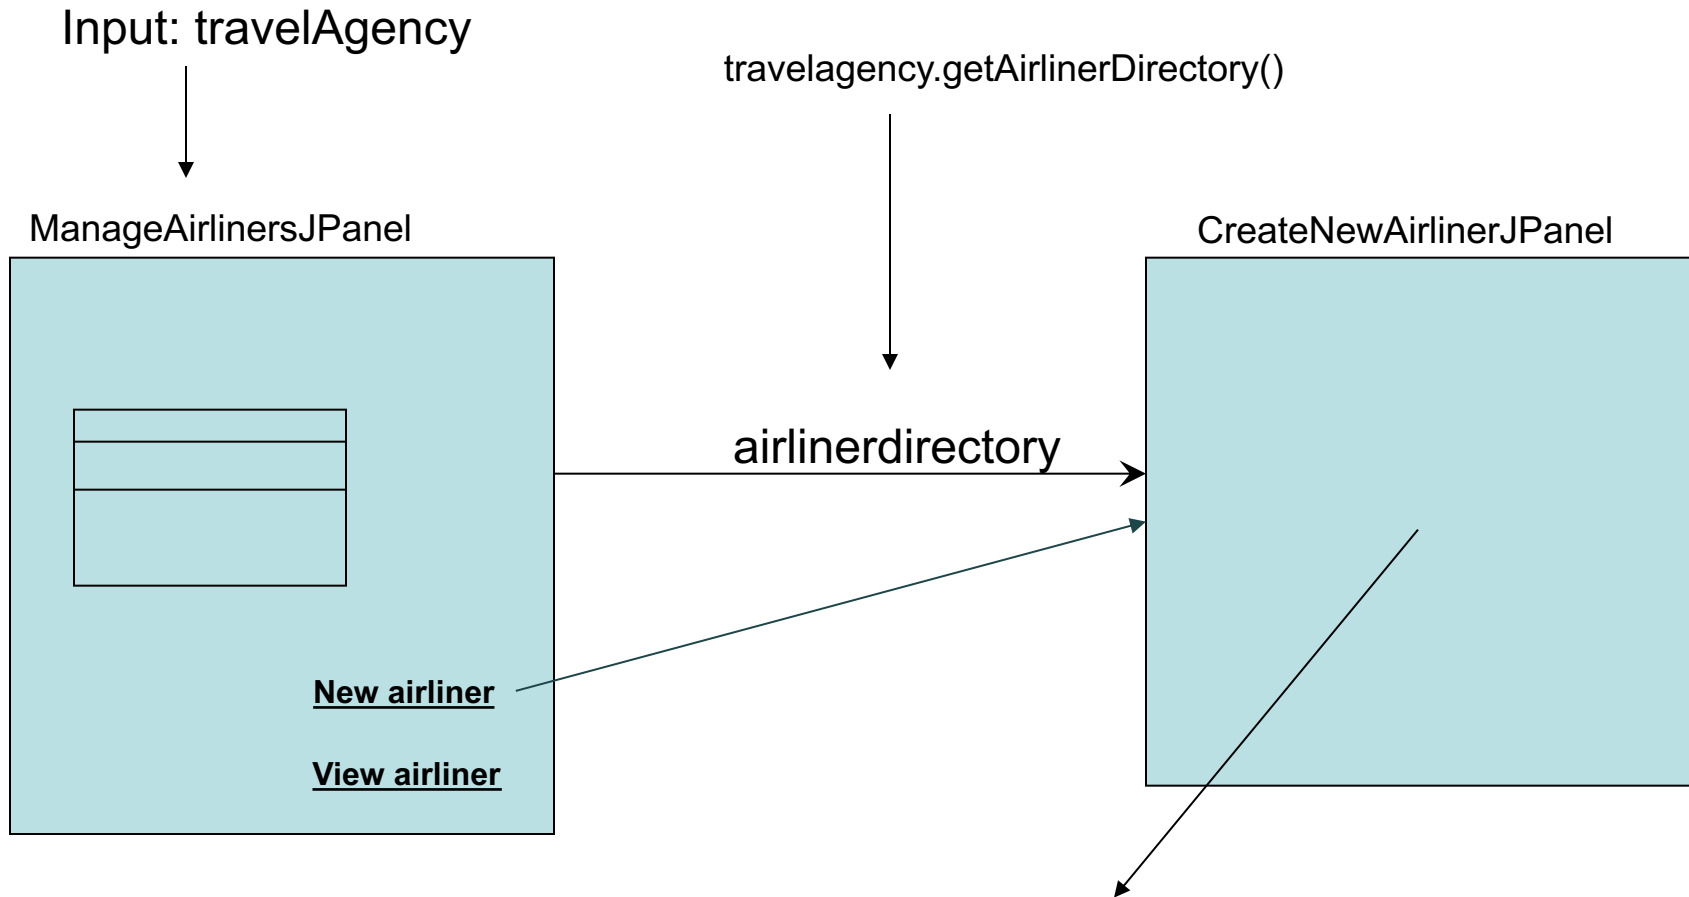 Input: travelAgency
travelagency.getAirlinerDirectory()
ManageAirlinersJPanel
CreateNewAirlinerJPanel
airlinerdirectory
New airliner
View airliner